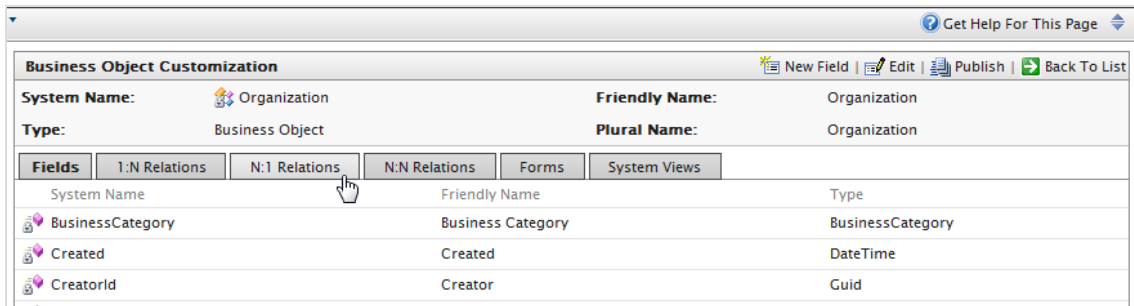 Get Help For This Page
Business Object Customization New Field | Edit | Publish | Back To List
System Name: Organization Friendly Name: Organization
Type: Business Object Plural Name: Organization
Fields 1:N Relations N:1 Relations N:N Relations Forms System Views
System Name Friendly Name Type
BusinessCategory Business Category BusinessCategory
Created Created DateTime
CreatorId Creator Guid